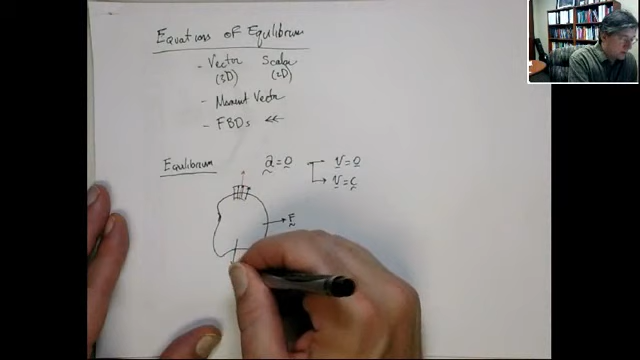 Equations of Equilibrium
- Vector Scalar
(3D) (2D)
- Moment Vector
- FBDs <<
Equilibrium a = 0 v = 0
v = c
F